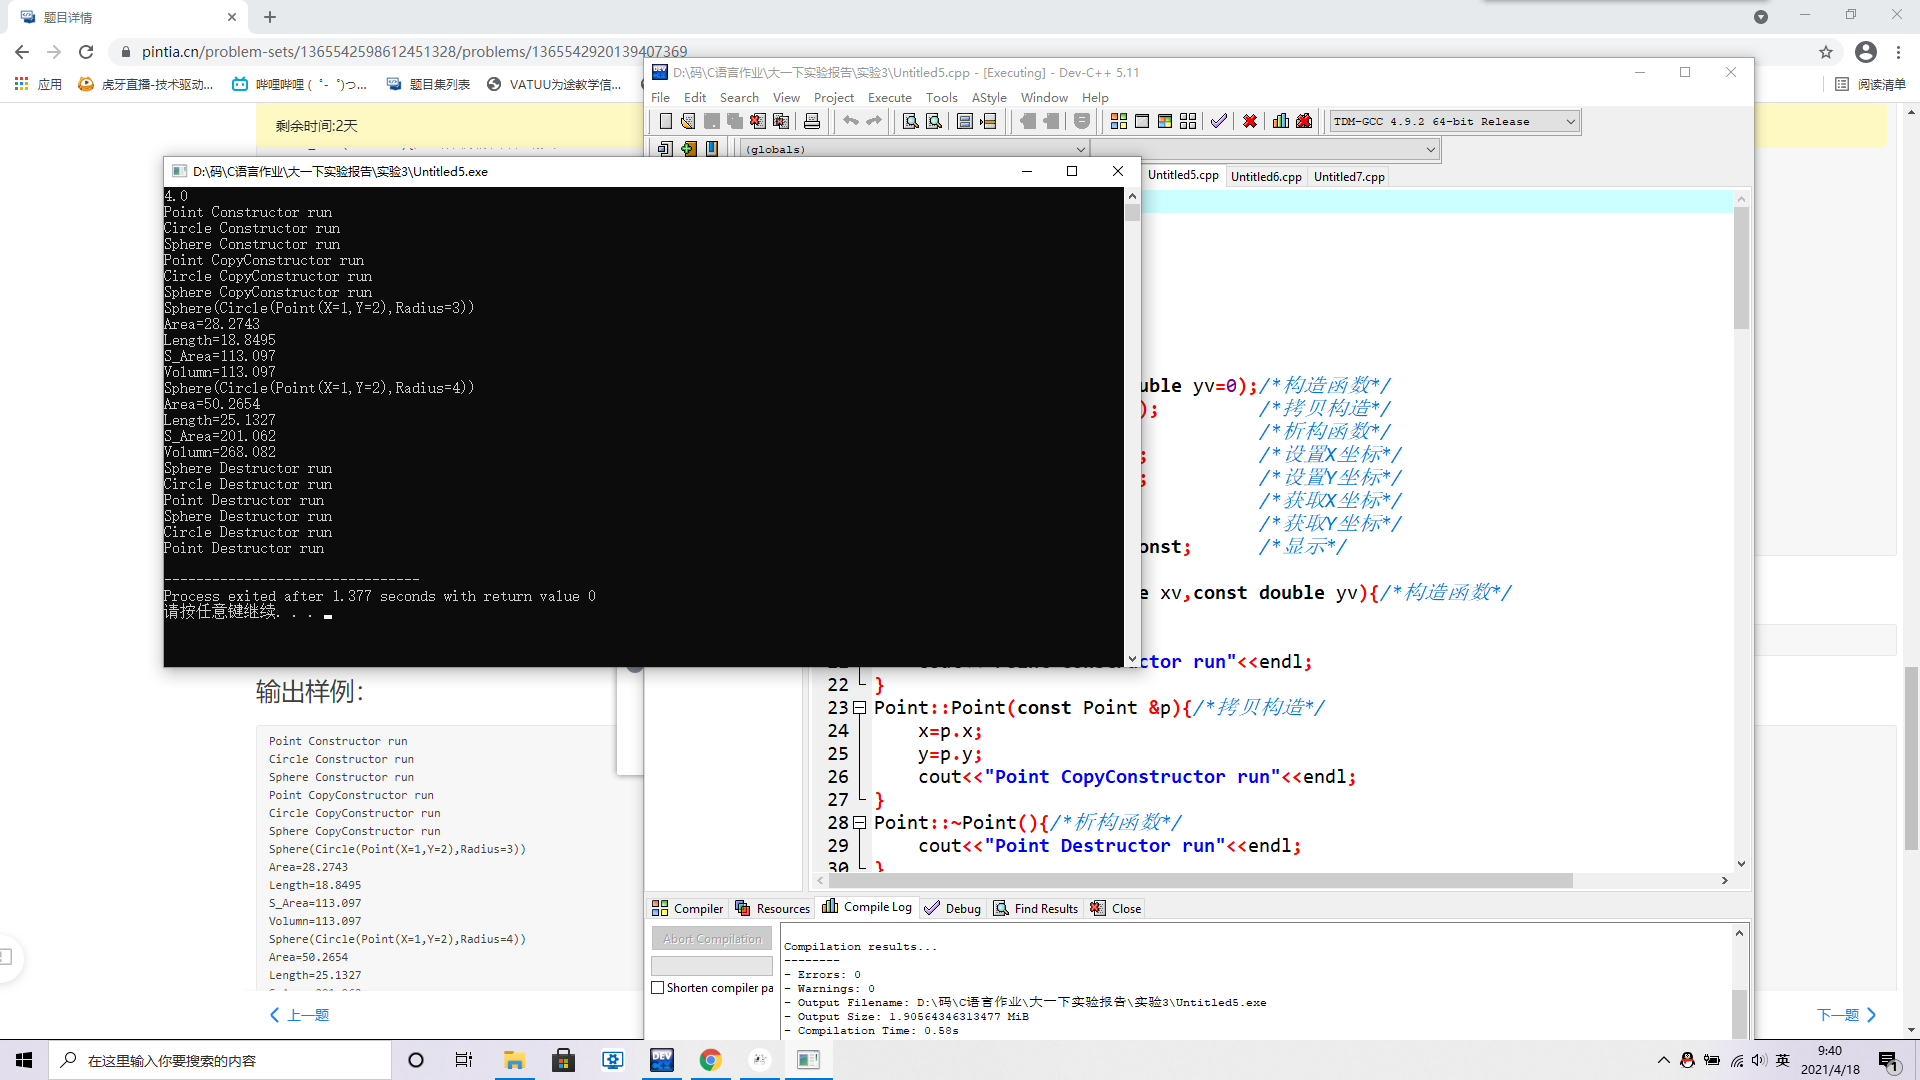 题目详情
pintia.cn/problem-sets/1365542598612451328/problems/1365542920139407369
应用
虎牙直播-技术驱动...
哔哩哔哩 ( ゜- ゜)つ...
题目集列表
VATUU为途教学信...
阅读清单
剩余时间:2天
D:\码\C语言作业\大一下实验报告\实验3\Untitled5.cpp - [Executing] - Dev-C++ 5.11
File Edit Search View Project Execute Tools AStyle Window Help
TDM-GCC 4.9.2 64-bit Release
(globals)
Untitled5.cpp Untitled6.cpp Untitled7.cpp
D:\码\C语言作业\大一下实验报告\实验3\Untitled5.exe
4.0
Point Constructor run
Circle Constructor run
Sphere Constructor run
Point CopyConstructor run
Circle CopyConstructor run
Sphere CopyConstructor run
Sphere(Circle(Point(X=1,Y=2),Radius=3))
Area=28.2743
Length=18.8495
S_Area=113.097
Volumn=113.097
Sphere(Circle(Point(X=1,Y=2),Radius=4))
Area=50.2654
Length=25.1327
S_Area=201.062
Volumn=268.082
Sphere Destructor run
Circle Destructor run
Point Destructor run
Sphere Destructor run
Circle Destructor run
Point Destructor run
--------------------------------
Process exited after 1.377 seconds with return value 0
请按任意键继续. . .
uble yv=0);/*构造函数*/
); /*拷贝构造*/
/*析构函数*/
; /*设置X坐标*/
; /*设置Y坐标*/
/*获取X坐标*/
/*获取Y坐标*/
onst; /*显示*/
e xv,const double yv){/*构造函数*/
ctor run"<<endl;
22 }
23 Point::Point(const Point &p){/*拷贝构造*/
24 x=p.x;
25 y=p.y;
26 cout<<"Point CopyConstructor run"<<endl;
27 }
28 Point::~Point(){/*析构函数*/
29 cout<<"Point Destructor run"<<endl;
30 }
输出样例：
Point Constructor run
Circle Constructor run
Sphere Constructor run
Point CopyConstructor run
Circle CopyConstructor run
Sphere CopyConstructor run
Sphere(Circle(Point(X=1,Y=2),Radius=3))
Area=28.2743
Length=18.8495
S_Area=113.097
Volumn=113.097
Sphere(Circle(Point(X=1,Y=2),Radius=4))
Area=50.2654
Length=25.1327
上一题
下一题
Compiler Resources Compile Log Debug Find Results Close
Abort Compilation
Shorten compiler pa
Compilation results...
--------
- Errors: 0
- Warnings: 0
- Output Filename: D:\码\C语言作业\大一下实验报告\实验3\Untitled5.exe
- Output Size: 1.90564346313477 MiB
- Compilation Time: 0.58s
在这里输入你要搜索的内容
DEV
英
9:40
2021/4/18
1